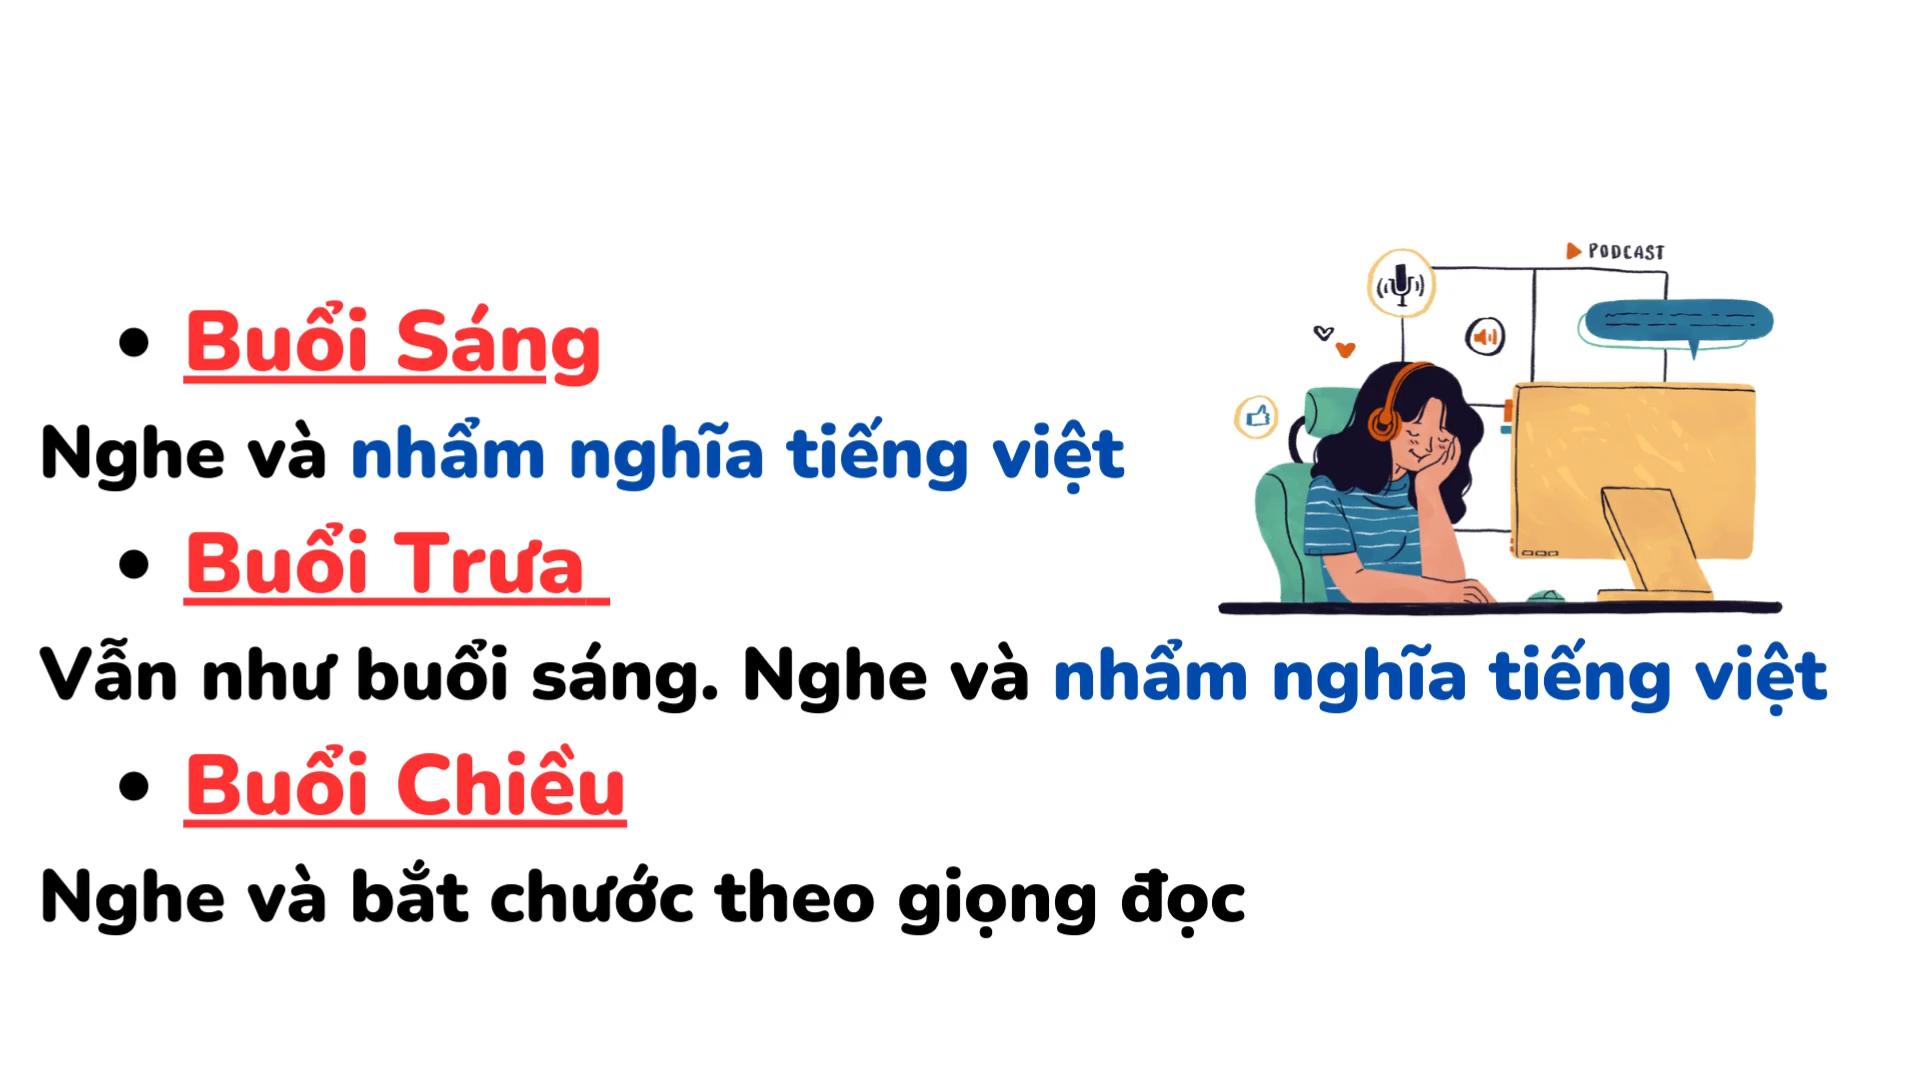 PODCAST
• Buổi Sáng
Nghe và nhẩm nghĩa tiếng việt
• Buổi Trưa
Vẫn như buổi sáng. Nghe và nhẩm nghĩa tiếng việt
• Buổi Chiều
Nghe và bắt chước theo giọng đọc